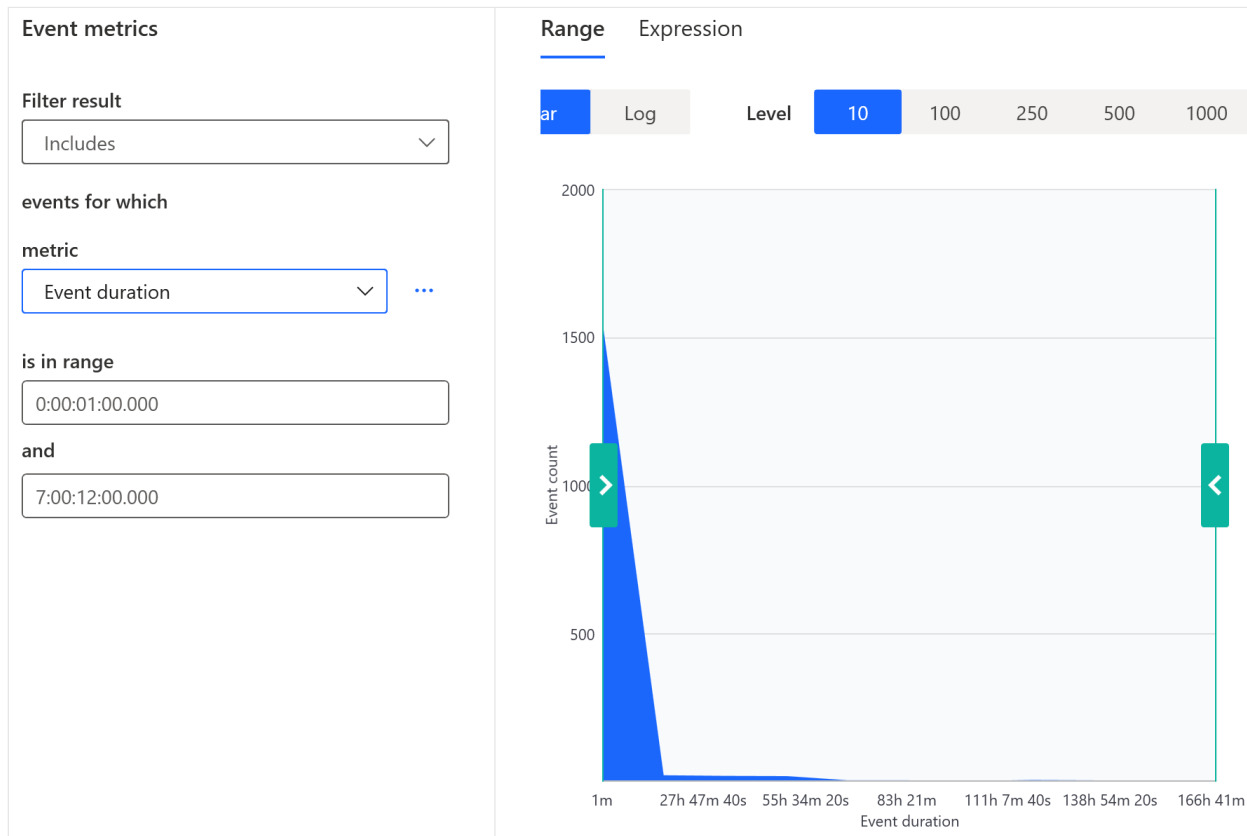 Event metrics
Filter result
Includes
events for which
metric
Event duration
...
is in range
0:00:01:00.000
and
7:00:12:00.000
Range Expression
ar Log Level 10 100 250 500 1000
2000
1500
1000
500
Event count
1m 27h 47m 40s 55h 34m 20s 83h 21m 111h 7m 40s 138h 54m 20s 166h 41m
Event duration